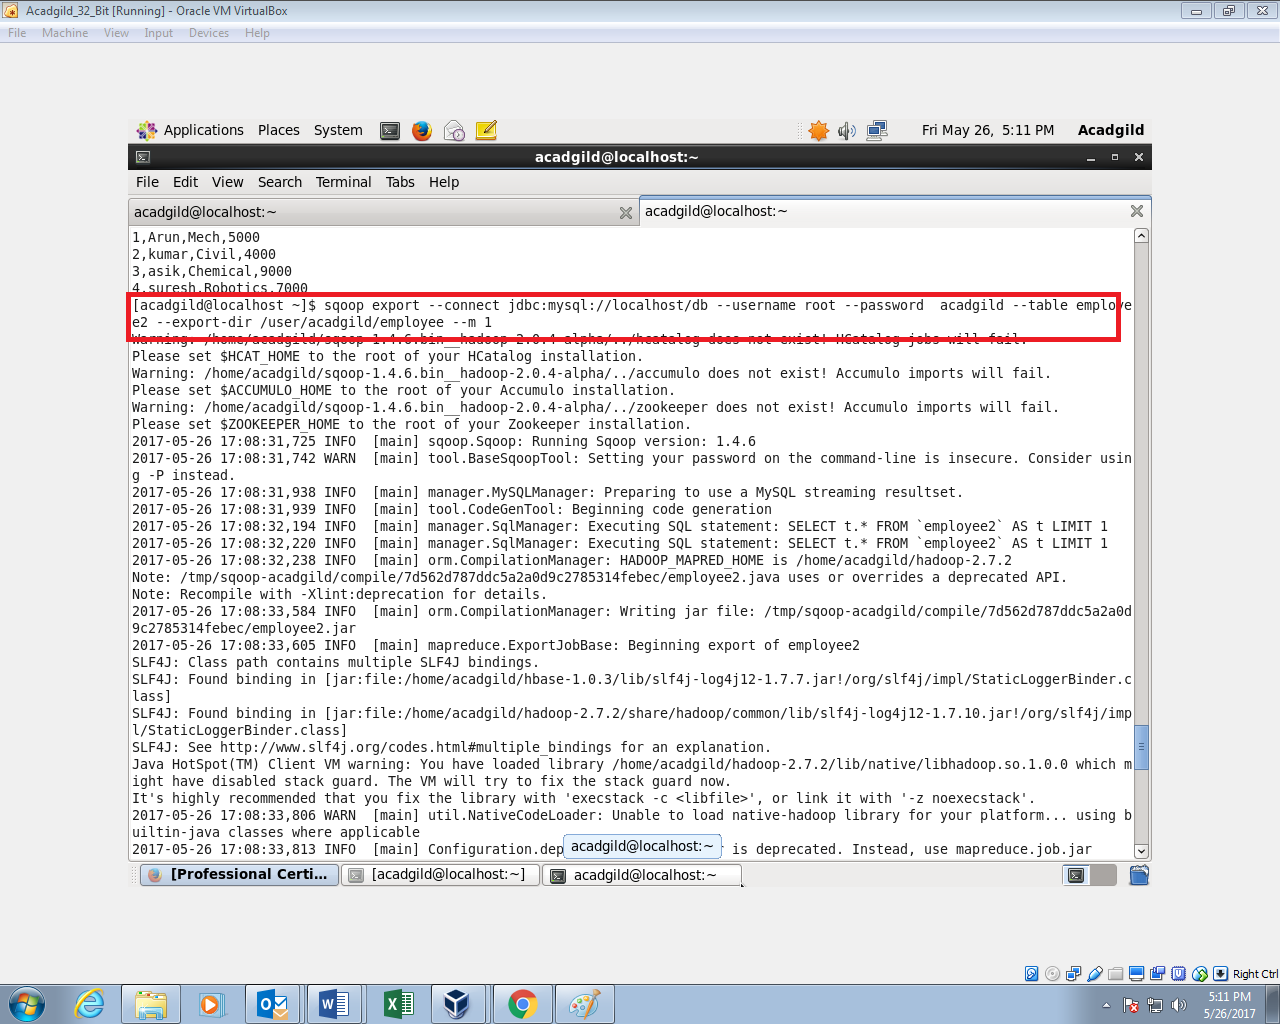 Acadgild_32_Bit [Running] - Oracle VM VirtualBox
File Machine View Input Devices Help
Applications Places System Fri May 26, 5:11 PM Acadgild
acadgild@localhost:~
File Edit View Search Terminal Tabs Help
acadgild@localhost:~ acadgild@localhost:~
1,Arun,Mech,5000
2,kumar,Civil,4000
3,asik,Chemical,9000
4,suresh,Robotics,7000
[acadgild@localhost ~]$ sqoop export --connect jdbc:mysql://localhost/db --username root --password  acadgild --table employe
e2 --export-dir /user/acadgild/employee --m 1
Warning: /home/acadgild/sqoop-1.4.6.bin__hadoop-2.0.4-alpha/../hcatalog does not exist! HCatalog jobs will fail.
Please set $HCAT_HOME to the root of your HCatalog installation.
Warning: /home/acadgild/sqoop-1.4.6.bin__hadoop-2.0.4-alpha/../accumulo does not exist! Accumulo imports will fail.
Please set $ACCUMULO_HOME to the root of your Accumulo installation.
Warning: /home/acadgild/sqoop-1.4.6.bin__hadoop-2.0.4-alpha/../zookeeper does not exist! Accumulo imports will fail.
Please set $ZOOKEEPER_HOME to the root of your Zookeeper installation.
2017-05-26 17:08:31,725 INFO  [main] sqoop.Sqoop: Running Sqoop version: 1.4.6
2017-05-26 17:08:31,742 WARN  [main] tool.BaseSqoopTool: Setting your password on the command-line is insecure. Consider usin
g -P instead.
2017-05-26 17:08:31,938 INFO  [main] manager.MySQLManager: Preparing to use a MySQL streaming resultset.
2017-05-26 17:08:31,939 INFO  [main] tool.CodeGenTool: Beginning code generation
2017-05-26 17:08:32,194 INFO  [main] manager.SqlManager: Executing SQL statement: SELECT t.* FROM `employee2` AS t LIMIT 1
2017-05-26 17:08:32,220 INFO  [main] manager.SqlManager: Executing SQL statement: SELECT t.* FROM `employee2` AS t LIMIT 1
2017-05-26 17:08:32,238 INFO  [main] orm.CompilationManager: HADOOP_MAPRED_HOME is /home/acadgild/hadoop-2.7.2
Note: /tmp/sqoop-acadgild/compile/7d562d787ddc5a2a0d9c2785314febec/employee2.java uses or overrides a deprecated API.
Note: Recompile with -Xlint:deprecation for details.
2017-05-26 17:08:33,584 INFO  [main] orm.CompilationManager: Writing jar file: /tmp/sqoop-acadgild/compile/7d562d787ddc5a2a0d
9c2785314febec/employee2.jar
2017-05-26 17:08:33,605 INFO  [main] mapreduce.ExportJobBase: Beginning export of employee2
SLF4J: Class path contains multiple SLF4J bindings.
SLF4J: Found binding in [jar:file:/home/acadgild/hbase-1.0.3/lib/slf4j-log4j12-1.7.7.jar!/org/slf4j/impl/StaticLoggerBinder.c
lass]
SLF4J: Found binding in [jar:file:/home/acadgild/hadoop-2.7.2/share/hadoop/common/lib/slf4j-log4j12-1.7.10.jar!/org/slf4j/imp
l/StaticLoggerBinder.class]
SLF4J: See http://www.slf4j.org/codes.html#multiple_bindings for an explanation.
Java HotSpot(TM) Client VM warning: You have loaded library /home/acadgild/hadoop-2.7.2/lib/native/libhadoop.so.1.0.0 which m
ight have disabled stack guard. The VM will try to fix the stack guard now.
It's highly recommended that you fix the library with 'execstack -c <libfile>', or link it with '-z noexecstack'.
2017-05-26 17:08:33,806 WARN  [main] util.NativeCodeLoader: Unable to load native-hadoop library for your platform... using b
uiltin-java classes where applicable
2017-05-26 17:08:33,813 INFO  [main] Configuration.dep is deprecated. Instead, use mapreduce.job.jar
acadgild@localhost:~
[Professional Certi... [acadgild@localhost:~] acadgild@localhost:~
Right Ctrl
5:11 PM
5/26/2017